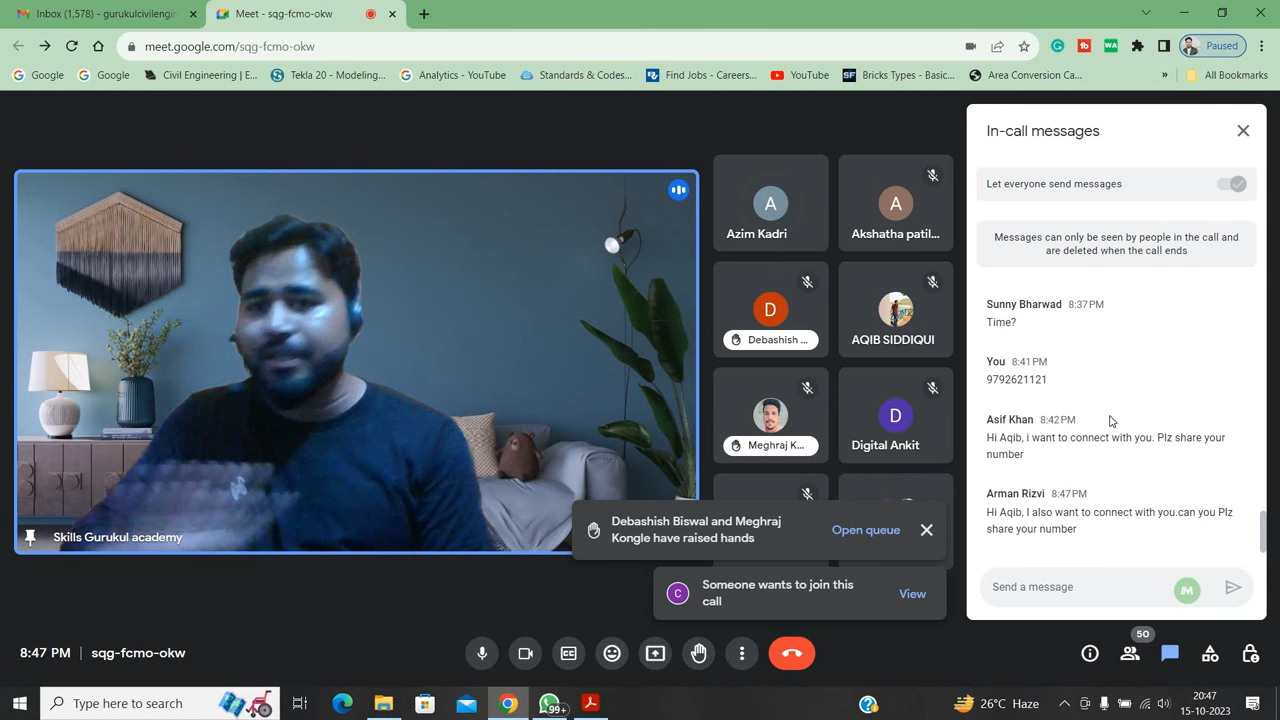 Inbox (1,578) - gurukulcivilengin
Meet - sqg-fcmo-okw
meet.google.com/sqg-fcmo-okw
Paused
Google
Google
Civil Engineering | E...
Tekla 20 - Modeling...
Analytics - YouTube
Standards & Codes...
Find Jobs - Careers...
YouTube
SF
Bricks Types - Basic...
Area Conversion Ca...
»
All Bookmarks
Skills Gurukul academy
A
Azim Kadri
A
Akshatha patil...
D
Debashish ...
AQIB SIDDIQUI
Meghraj K...
D
Digital Ankit
Debashish Biswal and Meghraj
Kongle have raised hands
Open queue
C
Someone wants to join this
call
View
In-call messages
Let everyone send messages
Messages can only be seen by people in the call and
are deleted when the call ends
Sunny Bharwad 8:37 PM
Time?
You 8:41 PM
9792621121
Asif Khan 8:42 PM
Hi Aqib, i want to connect with you. Plz share your
number
Arman Rizvi 8:47 PM
Hi Aqib, I also want to connect with you.can you Plz
share your number
Send a message
8:47 PM | sqg-fcmo-okw
50
Type here to search
99+
26°C Haze
20:47
15-10-2023